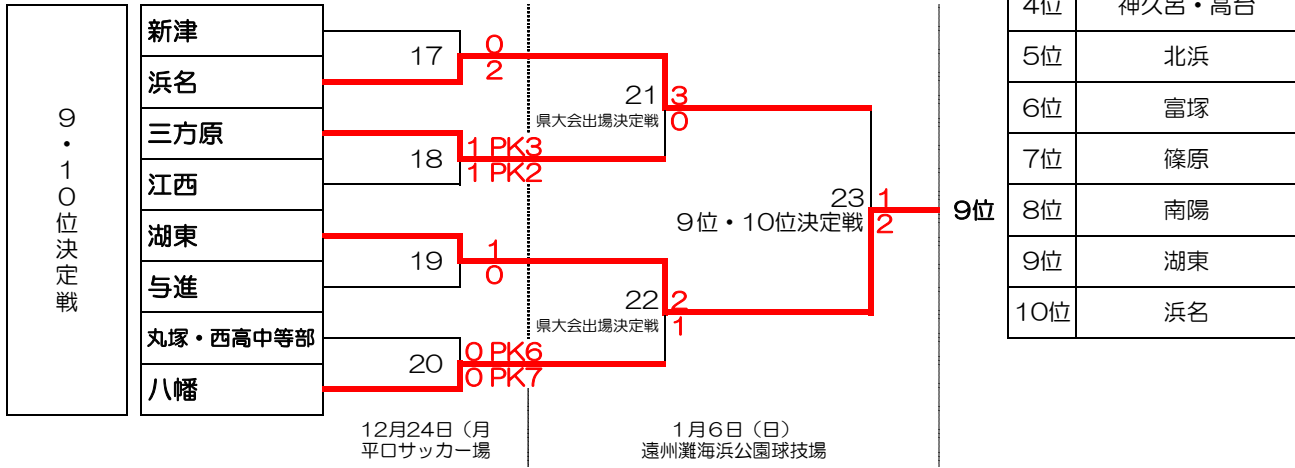 9・10位決定戦
新津
浜名
三方原
江西
湖東
与進
丸塚・西高中等部
八幡
17
0
2
18
1 PK3
1 PK2
19
1
0
20
0 PK6
0 PK7
21
県大会出場決定戦
3
0
22
県大会出場決定戦
2
1
23
9位・10位決定戦
1
2
9位
12月24日（月
平口サッカー場
1月6日（日）
遠州灘海浜公園球技場
4位 神久呂・高台
5位 北浜
6位 富塚
7位 篠原
8位 南陽
9位 湖東
10位 浜名